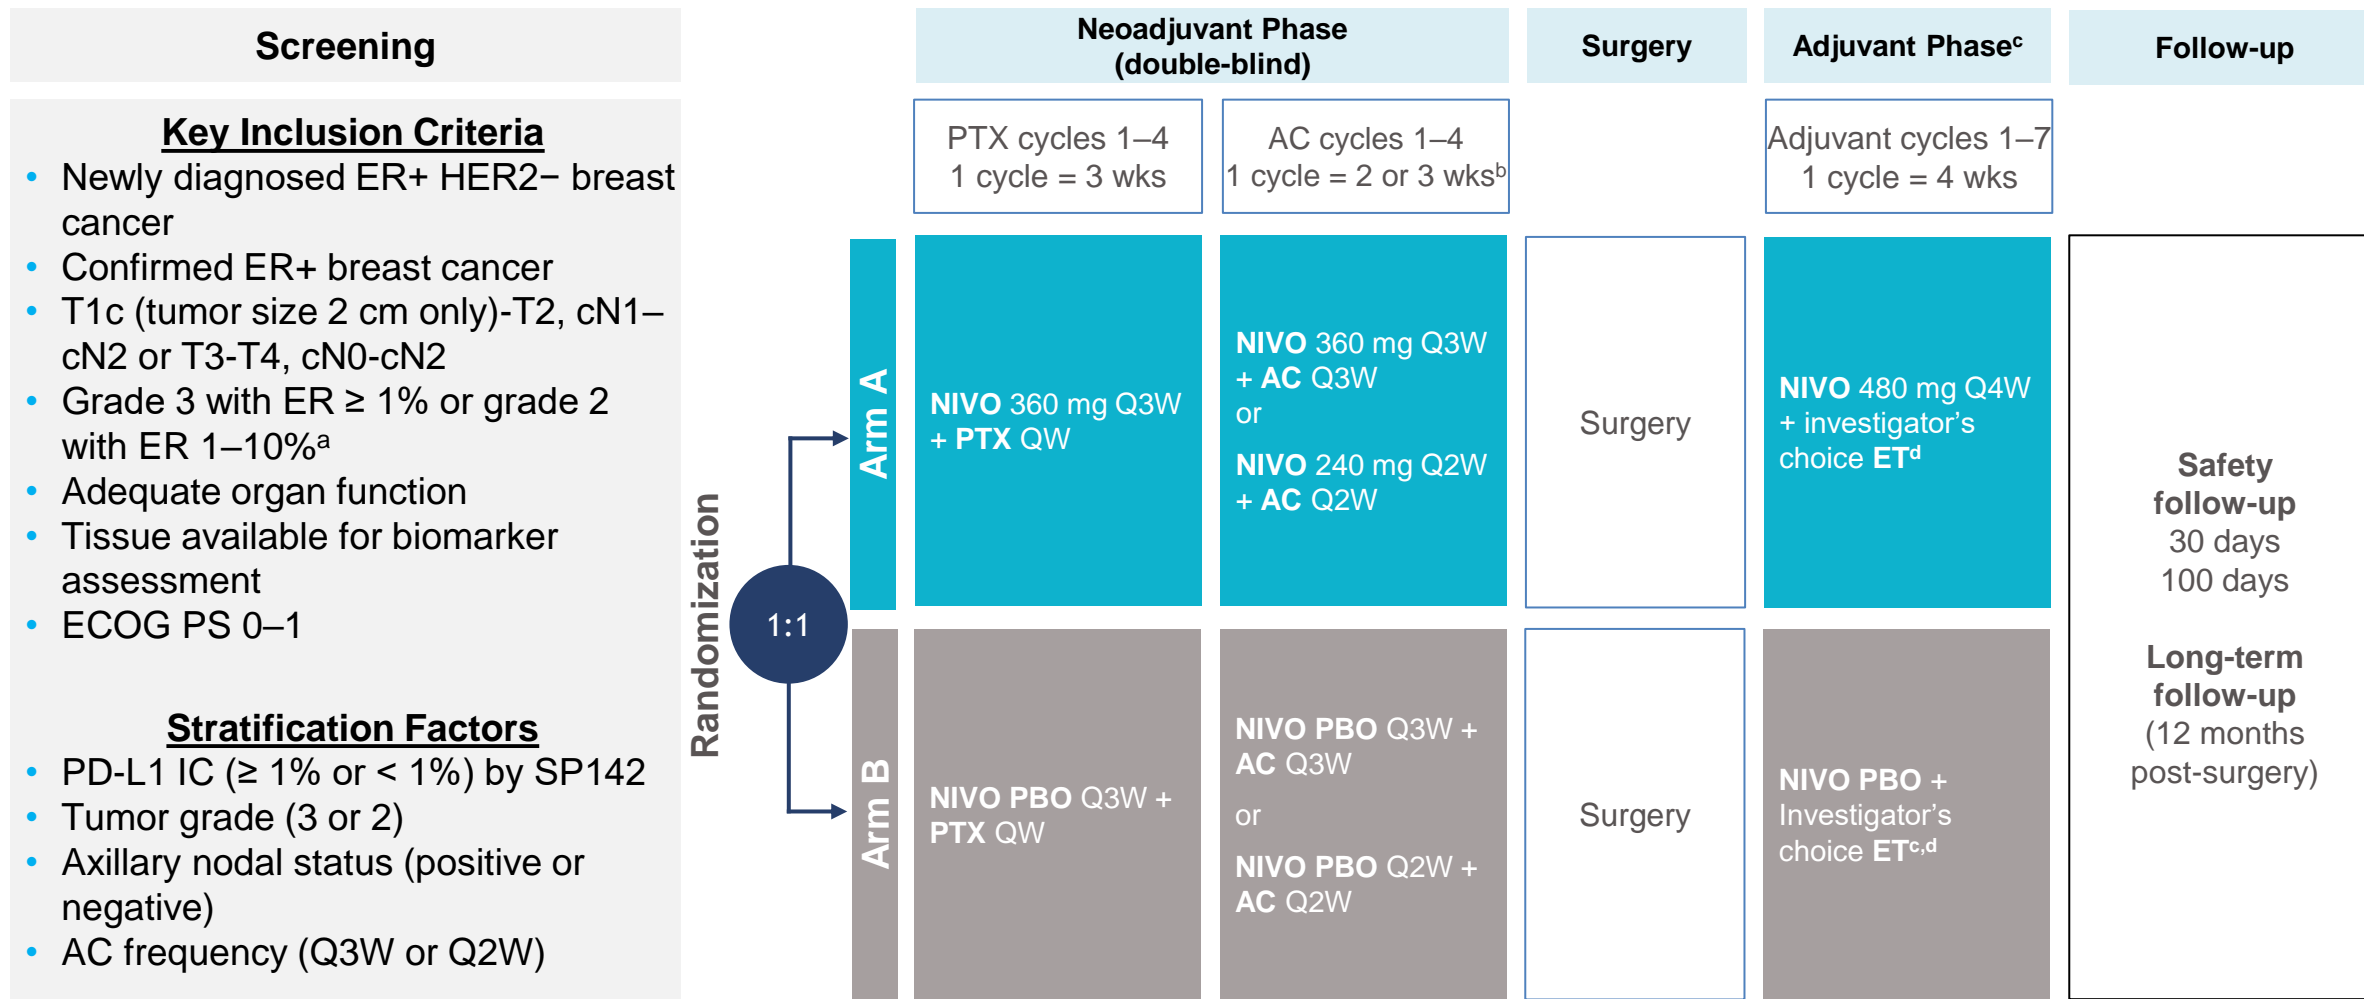 Screening
Key Inclusion Criteria
• Newly diagnosed ER+ HER2− breast
cancer
• Confirmed ER+ breast cancer
• T1c (tumor size 2 cm only)-T2, cN1–
cN2 or T3-T4, cN0-cN2
• Grade 3 with ER ≥ 1% or grade 2
with ER 1–10%ᵃ
• Adequate organ function
• Tissue available for biomarker
assessment
• ECOG PS 0–1
Stratification Factors
• PD-L1 IC (≥ 1% or < 1%) by SP142
• Tumor grade (3 or 2)
• Axillary nodal status (positive or
negative)
• AC frequency (Q3W or Q2W)
Randomization
1:1
Neoadjuvant Phase
(double-blind)
Surgery
Adjuvant Phaseᶜ
Follow-up
PTX cycles 1–4
1 cycle = 3 wks
AC cycles 1–4
1 cycle = 2 or 3 wksᵇ
Adjuvant cycles 1–7
1 cycle = 4 wks
Arm A
NIVO 360 mg Q3W
+ PTX QW
NIVO 360 mg Q3W
+ AC Q3W
or
NIVO 240 mg Q2W
+ AC Q2W
Surgery
NIVO 480 mg Q4W
+ investigator’s
choice ETᵈ
Arm B
NIVO PBO Q3W +
PTX QW
NIVO PBO Q3W +
AC Q3W
or
NIVO PBO Q2W +
AC Q2W
Surgery
NIVO PBO +
Investigator’s
choice ETᶜ,ᵈ
Safety
follow-up
30 days
100 days
Long-term
follow-up
(12 months
post-surgery)